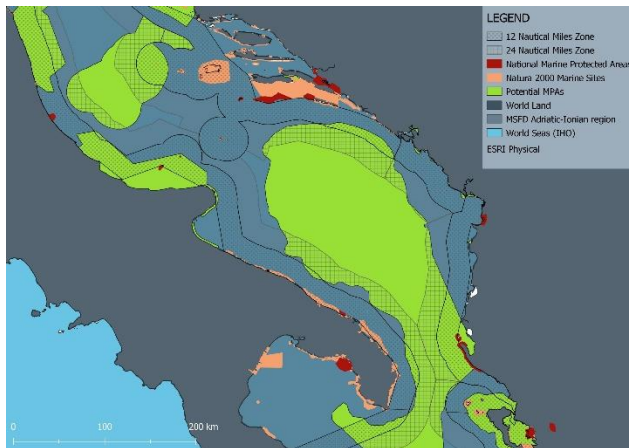 LEGEND
12 Nautical Miles Zone
24 Nautical Miles Zone
National Marine Protected Areas
Natura 2000 Marine Sites
Potential MPAs
World Land
MSFD Adriatic-Ionian region
World Seas (IHO)
ESRI Physical
0 100 200 km